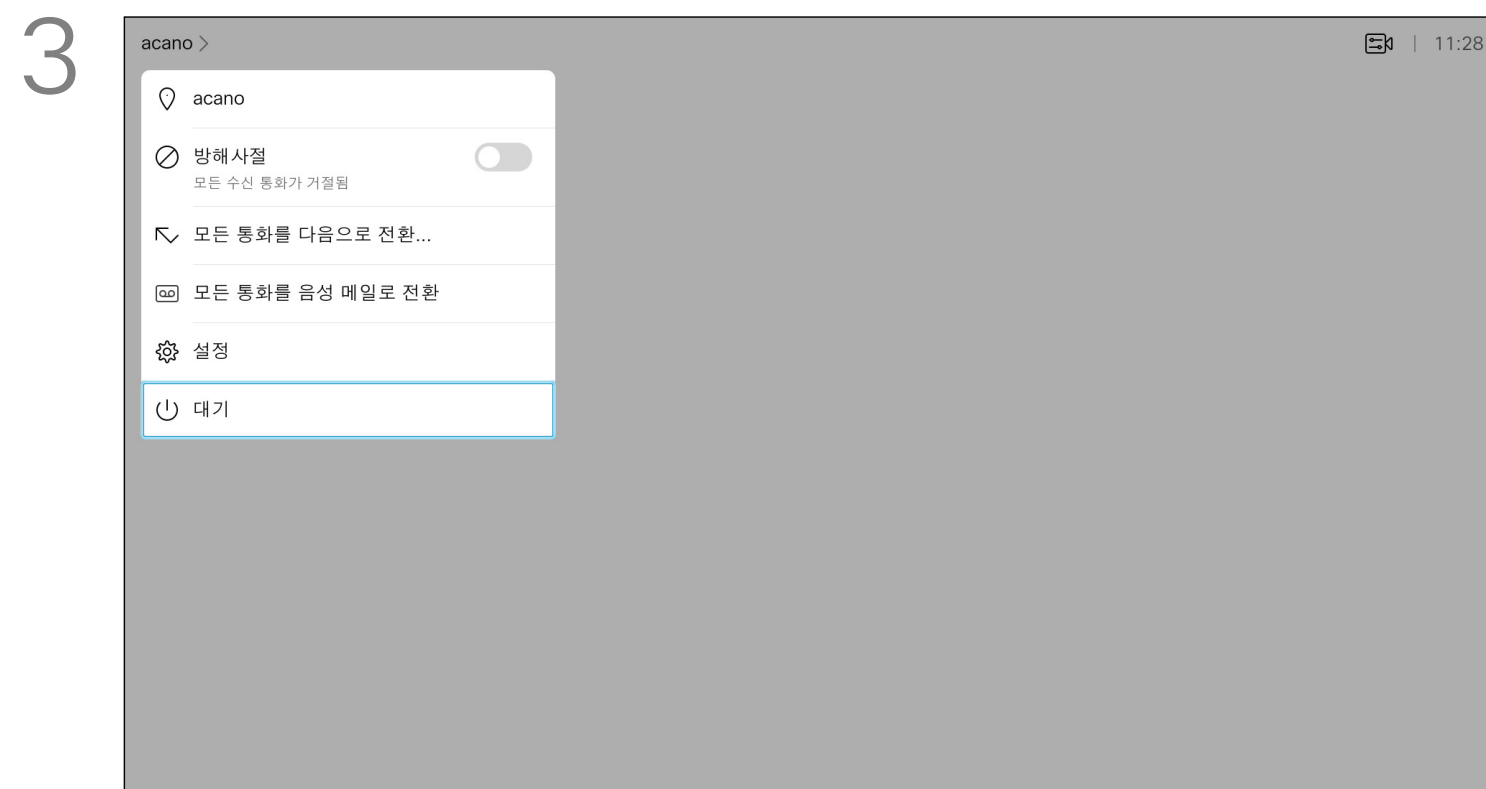 3
acano >
11:28
acano
방해사절
모든 수신 통화가 거절됨
모든 통화를 다음으로 전환...
모든 통화를 음성 메일로 전환
설정
대기